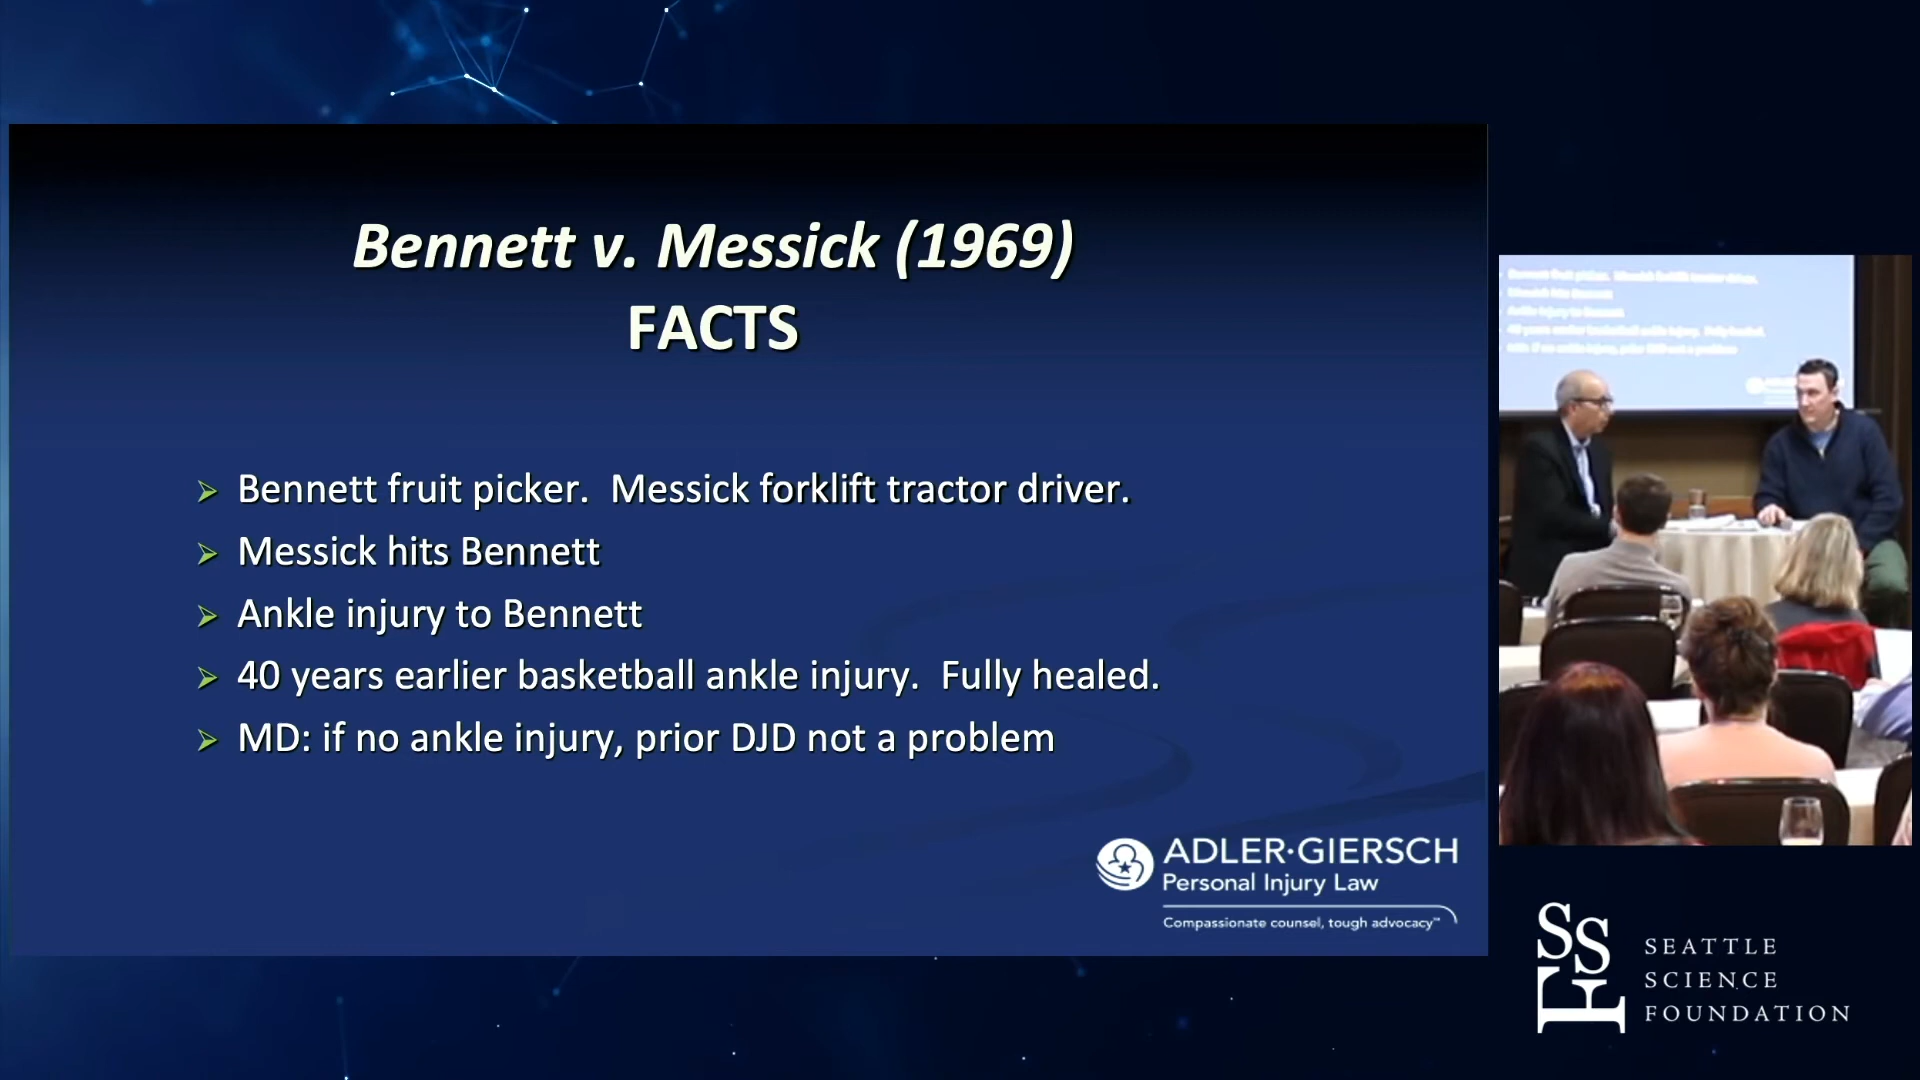 Bennett v. Messick (1969)
FACTS
Bennett fruit picker.  Messick forklift tractor driver.
Messick hits Bennett
Ankle injury to Bennett
40 years earlier basketball ankle injury.  Fully healed.
MD: if no ankle injury, prior DJD not a problem
ADLER·GIERSCH
Personal Injury Law
Compassionate counsel, tough advocacy℠
SSF
SEATTLE
SCIENCE
FOUNDATION